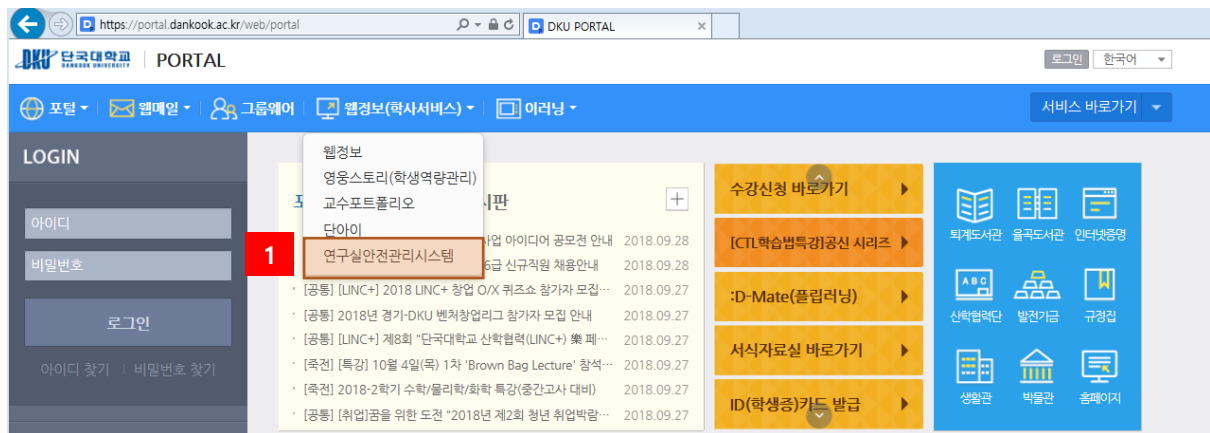 https://portal.dankook.ac.kr/web/portal
DKU PORTAL
DKU 단국대학교 DANKOOK UNIVERSITY PORTAL
로그인 한국어
포털 웹메일 그룹웨어 웹정보(학사서비스) 이러닝 서비스 바로가기
LOGIN
아이디
비밀번호
로그인
아이디 찾기 비밀번호 찾기
웹정보
영웅스토리(학생역량관리)
교수포트폴리오
단아이
1 연구실안전관리시스템
시판
사업 아이디어 공모전 안내 2018.09.28
6급 신규직원 채용안내 2018.09.28
[공통] [LINC+] 2018 LINC+ 창업 O/X 퀴즈쇼 참가자 모집… 2018.09.27
[공통] 2018년 경기-DKU 벤처창업리그 참가자 모집 안내 2018.09.27
[공통] [LINC+] 제8회 "단국대학교 산학협력(LINC+) 樂 페… 2018.09.27
[죽전] [특강] 10월 4일(목) 1차 'Brown Bag Lecture' 참석… 2018.09.27
[죽전] 2018-2학기 수학/물리학/화학 특강(중간고사 대비) 2018.09.27
[공통] [취업]꿈을 위한 도전 "2018년 제2회 청년 취업박람… 2018.09.27
수강신청 바로가기
[CTL학습법특강]공신 시리즈
:D-Mate(플립러닝)
서식자료실 바로가기
ID(학생증)카드 발급
퇴계도서관 율곡도서관 인터넷증명
ABC
산학협력단 발전기금 규정집
생활관 박물관 홈페이지